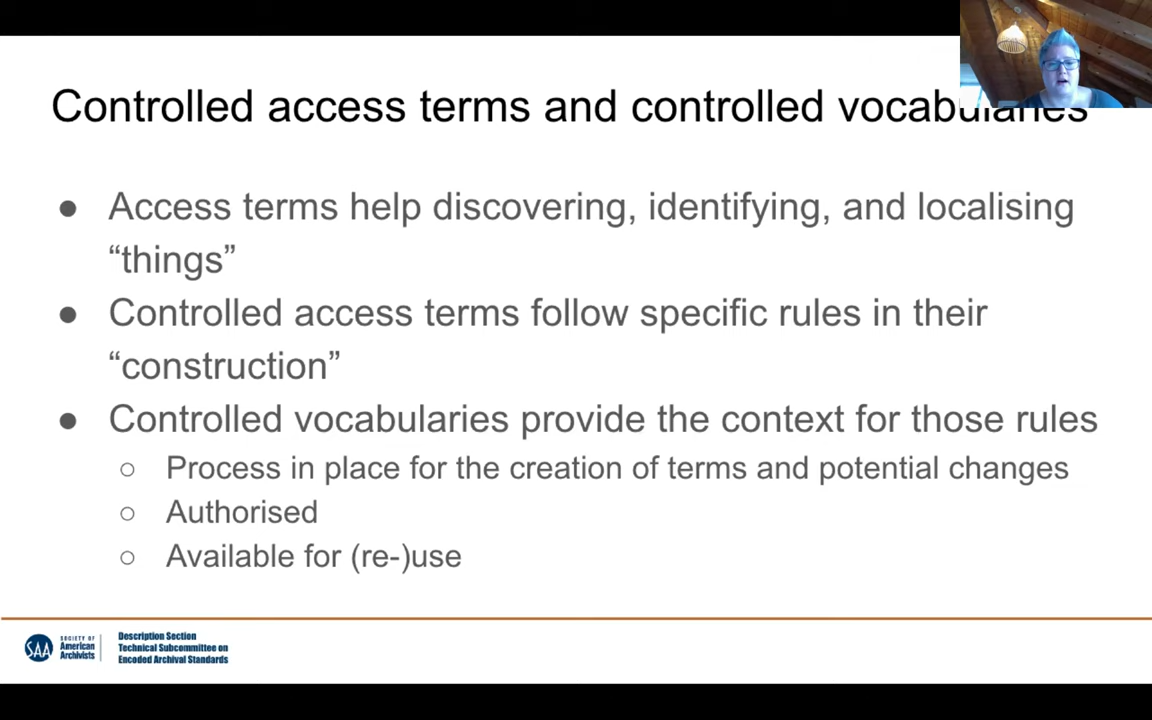 Controlled access terms and controlled vocabularies
● Access terms help discovering, identifying, and localising
“things”
● Controlled access terms follow specific rules in their
“construction”
● Controlled vocabularies provide the context for those rules
○ Process in place for the creation of terms and potential changes
○ Authorised
○ Available for (re-)use
SAA
SOCIETY OF
American
Archivists
Description Section
Technical Subcommittee on
Encoded Archival Standards